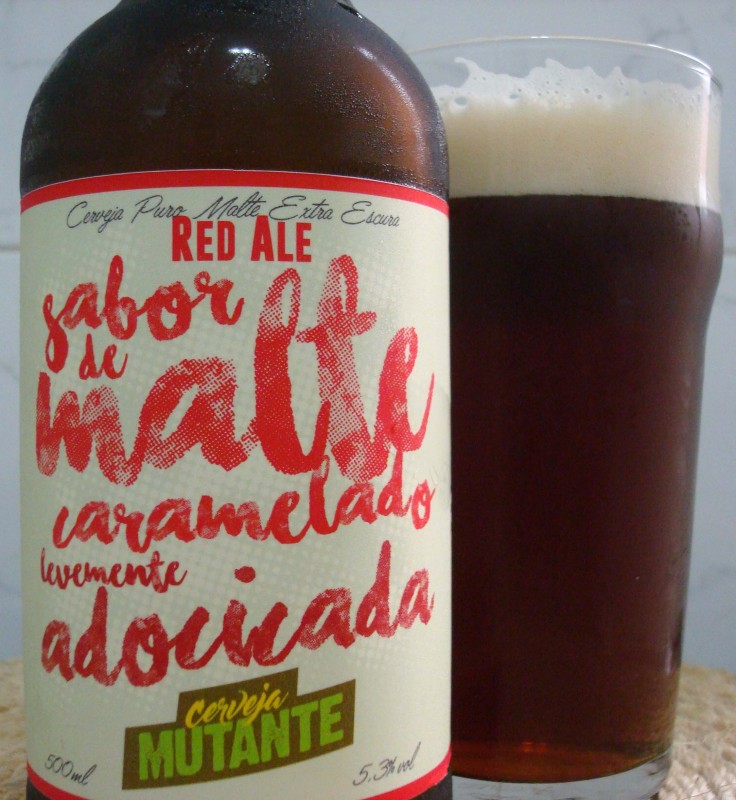 Cerveja Puro Malte Extra Escura
RED ALE
sabor
de
malte
caramelado
levemente
adocicada
cerveja
MUTANTE
500ml
5,3% vol